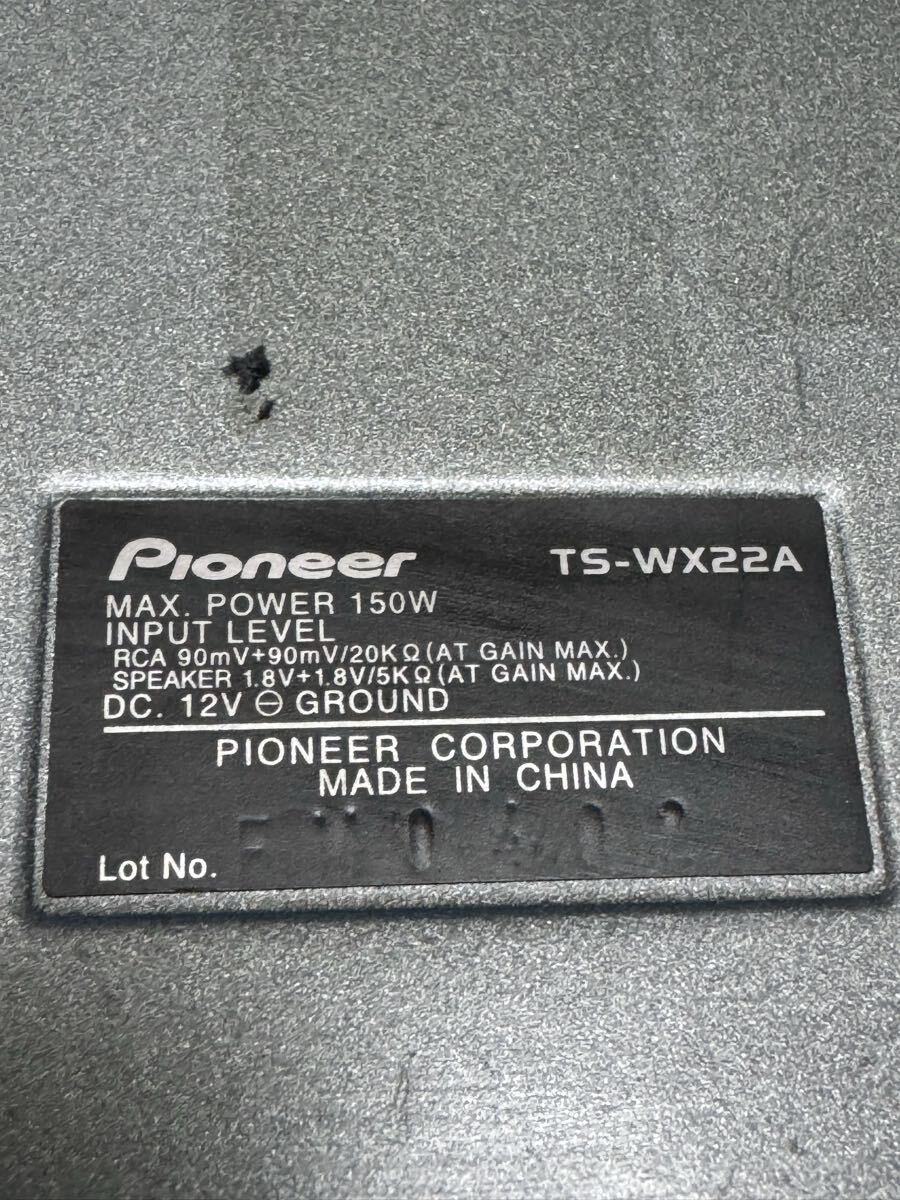 Pioneer TS-WX22A
MAX. POWER 150W
INPUT LEVEL
RCA 90mV+90mV/20KΩ(AT GAIN MAX.)
SPEAKER 1.8V+1.8V/5KΩ(AT GAIN MAX.)
DC. 12V ⊖ GROUND
PIONEER CORPORATION
MADE IN CHINA
Lot No.